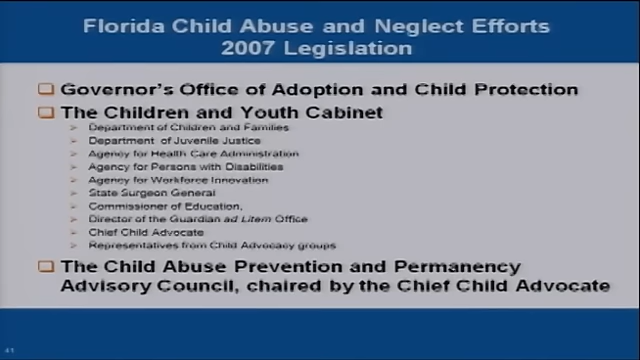 Florida Child Abuse and Neglect Efforts
2007 Legislation
Governor's Office of Adoption and Child Protection
The Children and Youth Cabinet
Department of Children and Families
Department of Juvenile Justice
Agency for Health Care Administration
Agency for Persons with Disabilities
Agency for Workforce Innovation
State Surgeon General
Commissioner of Education,
Director of the Guardian ad Litem Office
Chief Child Advocate
Representatives from Child Advocacy groups
The Child Abuse Prevention and Permanency
Advisory Council, chaired by the Chief Child Advocate